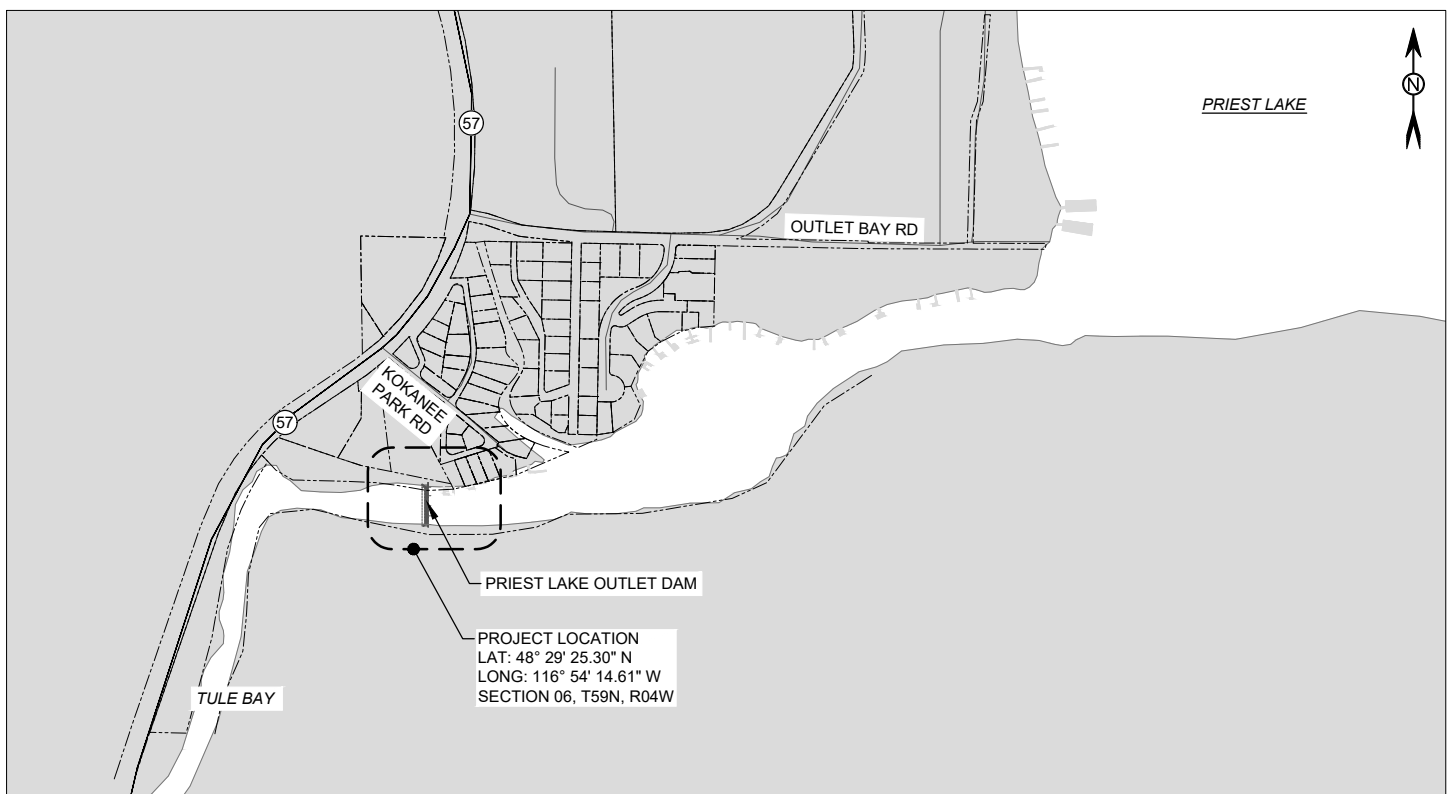 N
PRIEST LAKE
57
OUTLET BAY RD
KOKANEE
PARK RD
57
PRIEST LAKE OUTLET DAM
PROJECT LOCATION
LAT: 48° 29' 25.30" N
LONG: 116° 54' 14.61" W
SECTION 06, T59N, R04W
TULE BAY